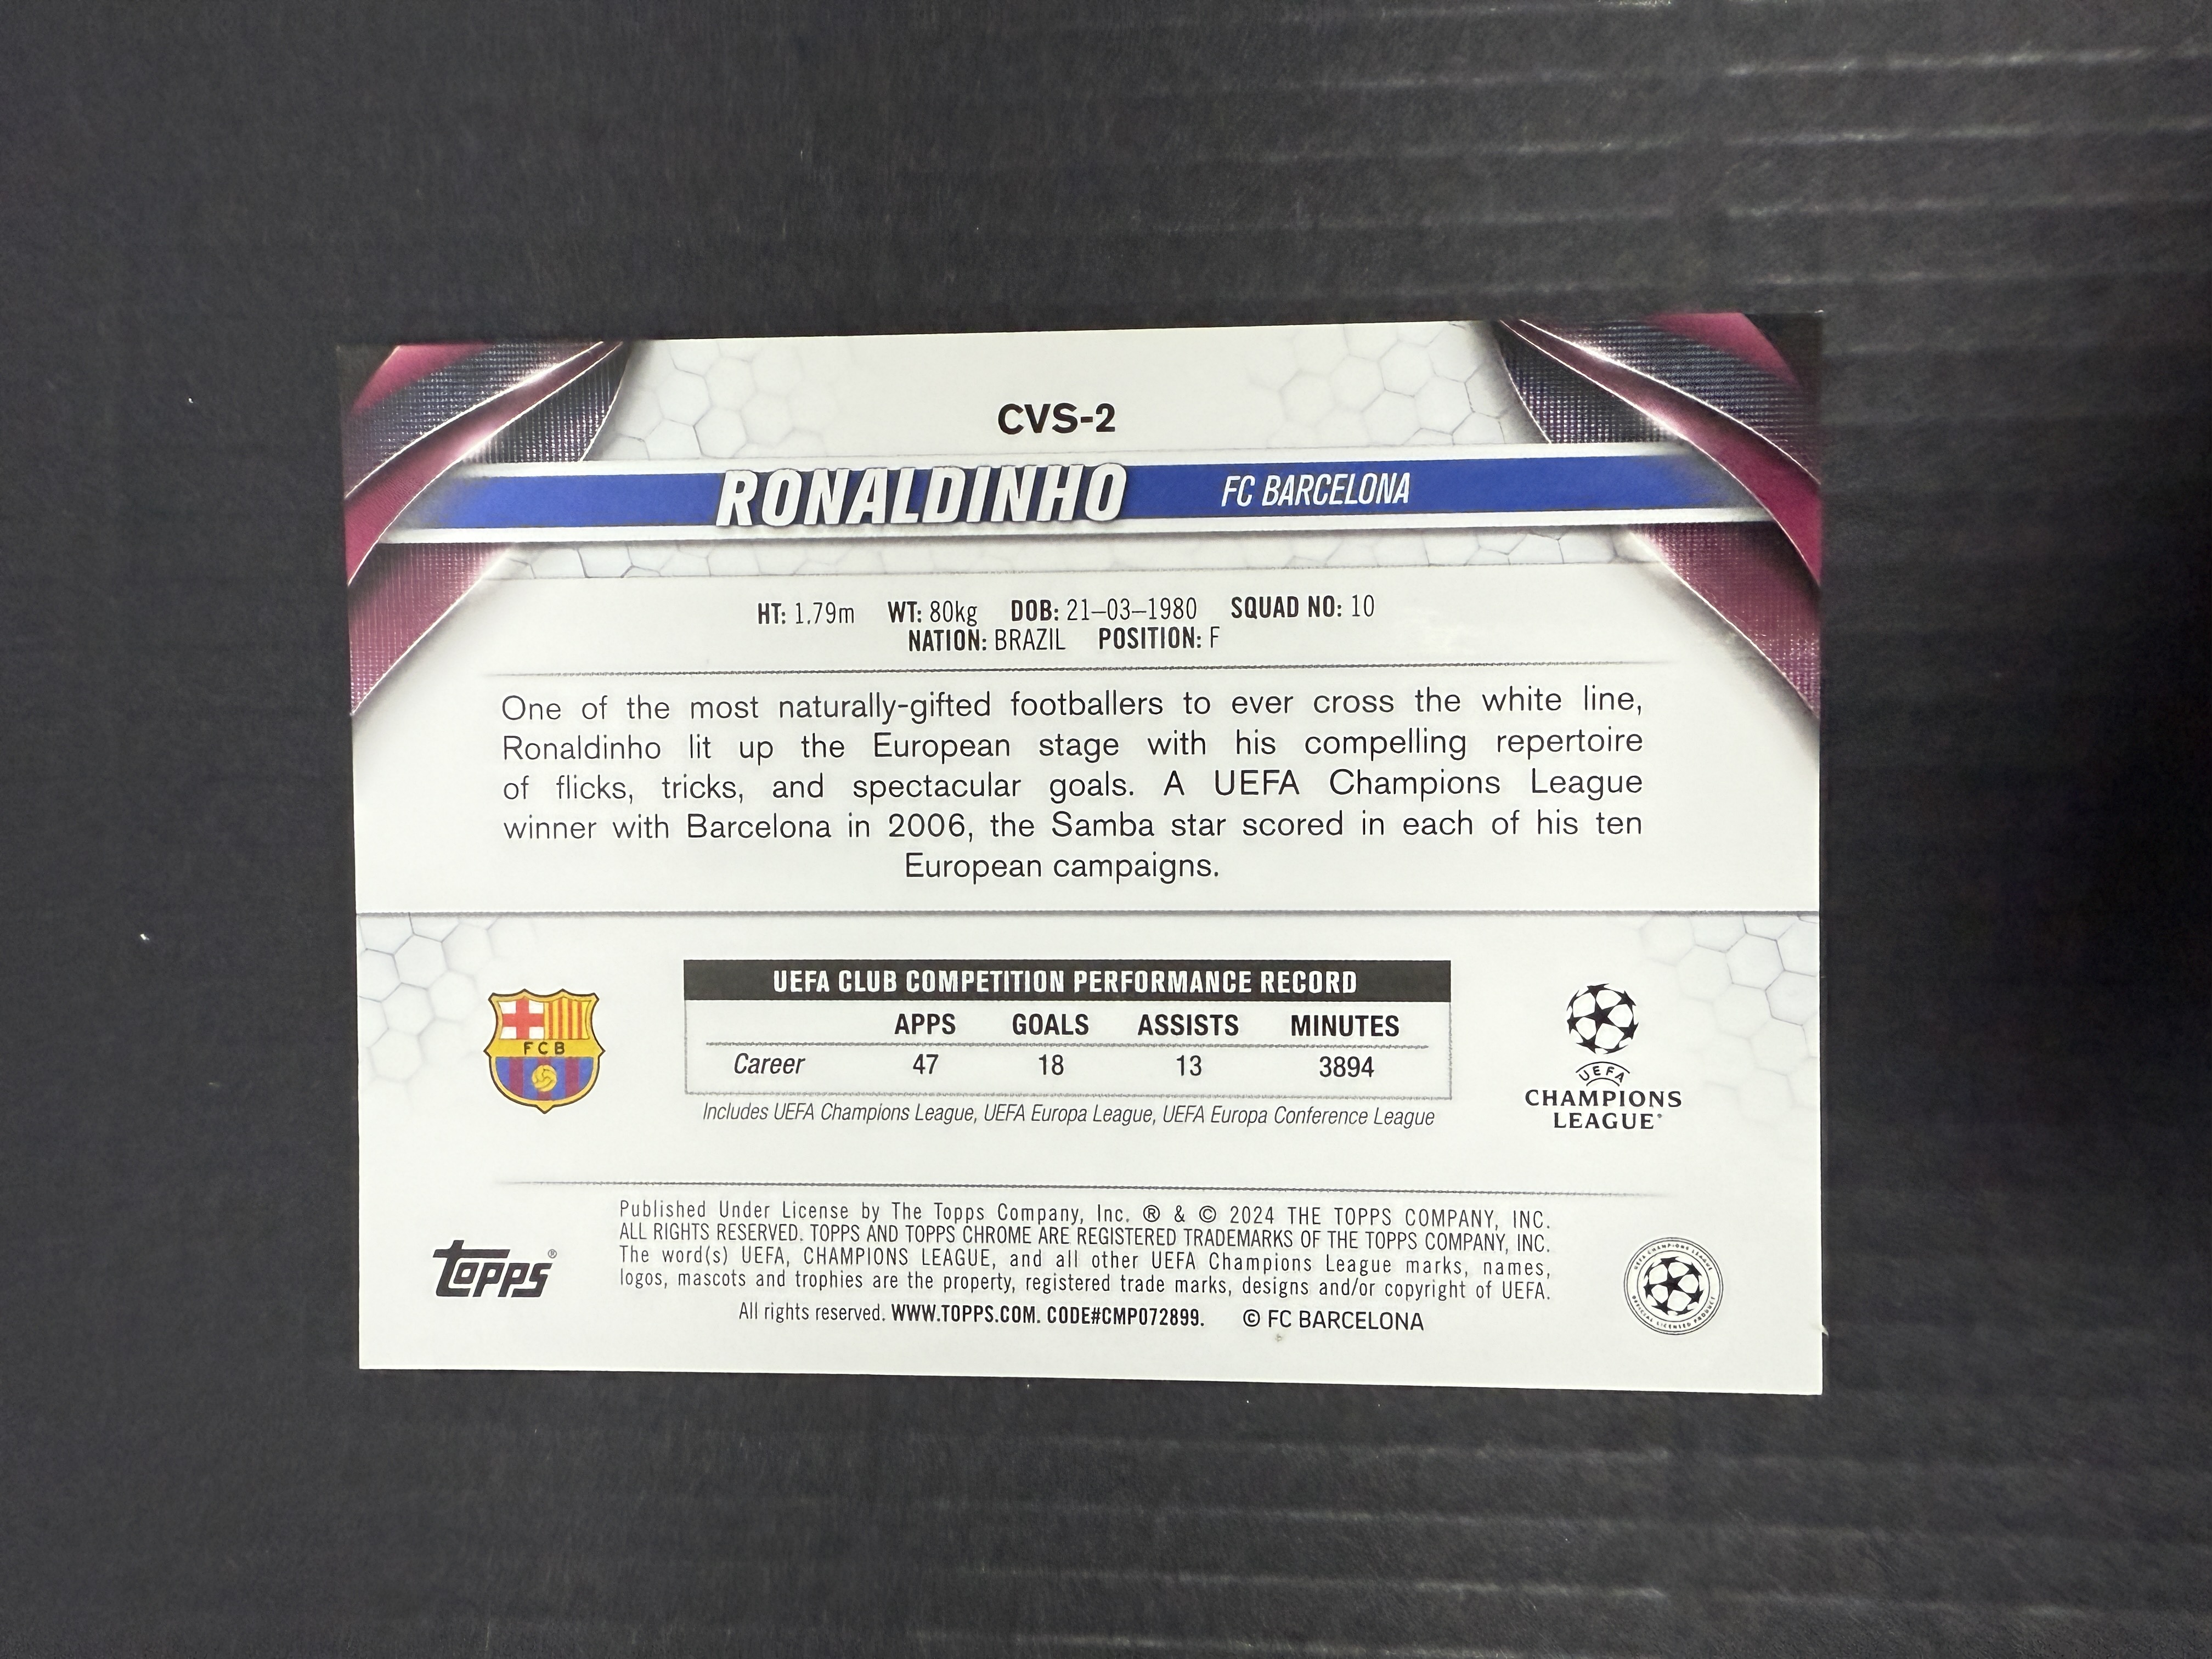 CVS-2
RONALDINHO FC BARCELONA
HT: 1.79m WT: 80kg DOB: 21–03–1980 SQUAD NO: 10
NATION: BRAZIL POSITION: F
One of the most naturally-gifted footballers to ever cross the white line,
Ronaldinho lit up the European stage with his compelling repertoire
of flicks, tricks, and spectacular goals. A UEFA Champions League
winner with Barcelona in 2006, the Samba star scored in each of his ten
European campaigns.
FCB
UEFA CLUB COMPETITION PERFORMANCE RECORD
APPS GOALS ASSISTS MINUTES
Career 47 18 13 3894
Includes UEFA Champions League, UEFA Europa League, UEFA Europa Conference League
UEFA
CHAMPIONS
LEAGUE®
Topps®
Published Under License by The Topps Company, Inc. ® & © 2024 THE TOPPS COMPANY, INC.
ALL RIGHTS RESERVED. TOPPS AND TOPPS CHROME ARE REGISTERED TRADEMARKS OF THE TOPPS COMPANY, INC.
The word(s) UEFA, CHAMPIONS LEAGUE, and all other UEFA Champions League marks, names,
logos, mascots and trophies are the property, registered trade marks, designs and/or copyright of UEFA.
All rights reserved. WWW.TOPPS.COM. CODE#CMP072899. © FC BARCELONA
UEFA CHAMPIONS LEAGUE
OFFICIAL LICENSED PRODUCT